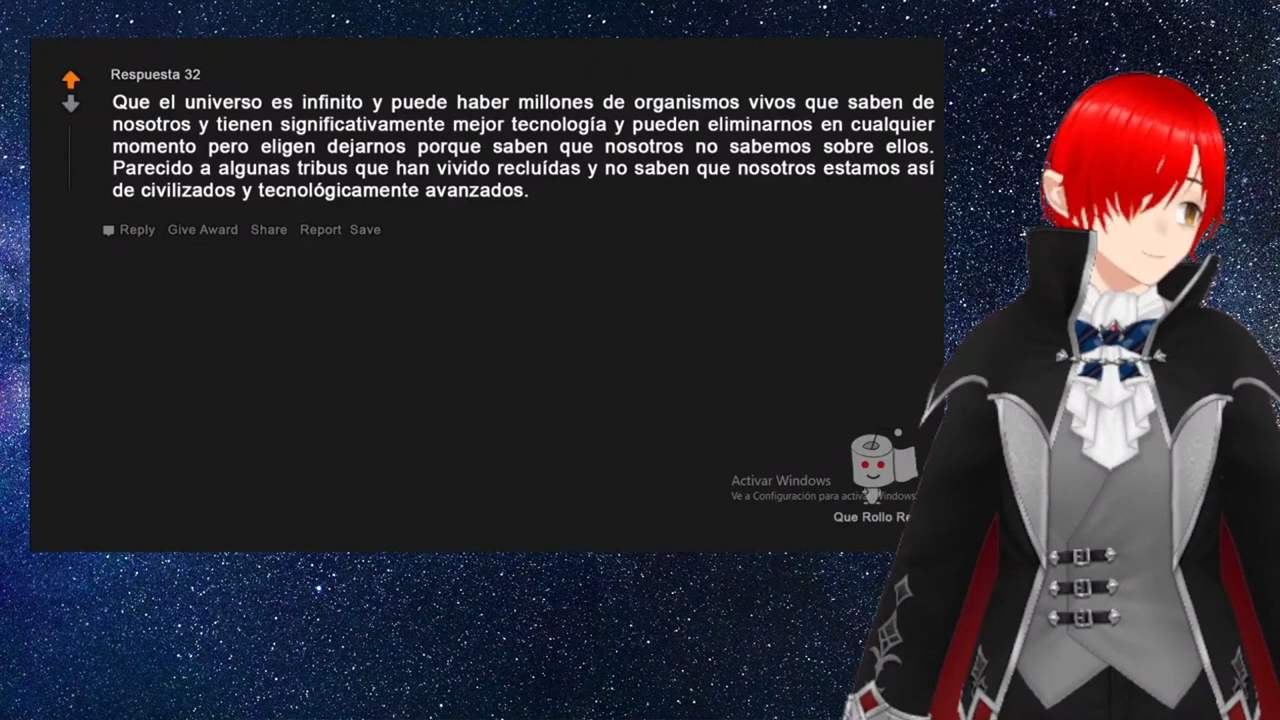 Respuesta 32
Que el universo es infinito y puede haber millones de organismos vivos que saben de
nosotros y tienen significativamente mejor tecnología y pueden eliminarnos en cualquier
momento pero eligen dejarnos porque saben que nosotros no sabemos sobre ellos.
Parecido a algunas tribus que han vivido recluídas y no saben que nosotros estamos así
de civilizados y tecnológicamente avanzados.
Reply Give Award Share Report Save
Activar Windows
Ve a Configuración para activar Windows.
Que Rollo